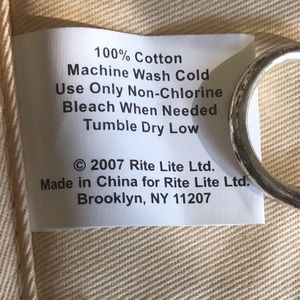 100% Cotton
Machine Wash Cold
Use Only Non-Chlorine
Bleach When Needed
Tumble Dry Low
© 2007 Rite Lite Ltd.
Made in China for Rite Lite Ltd.
Brooklyn, NY 11207